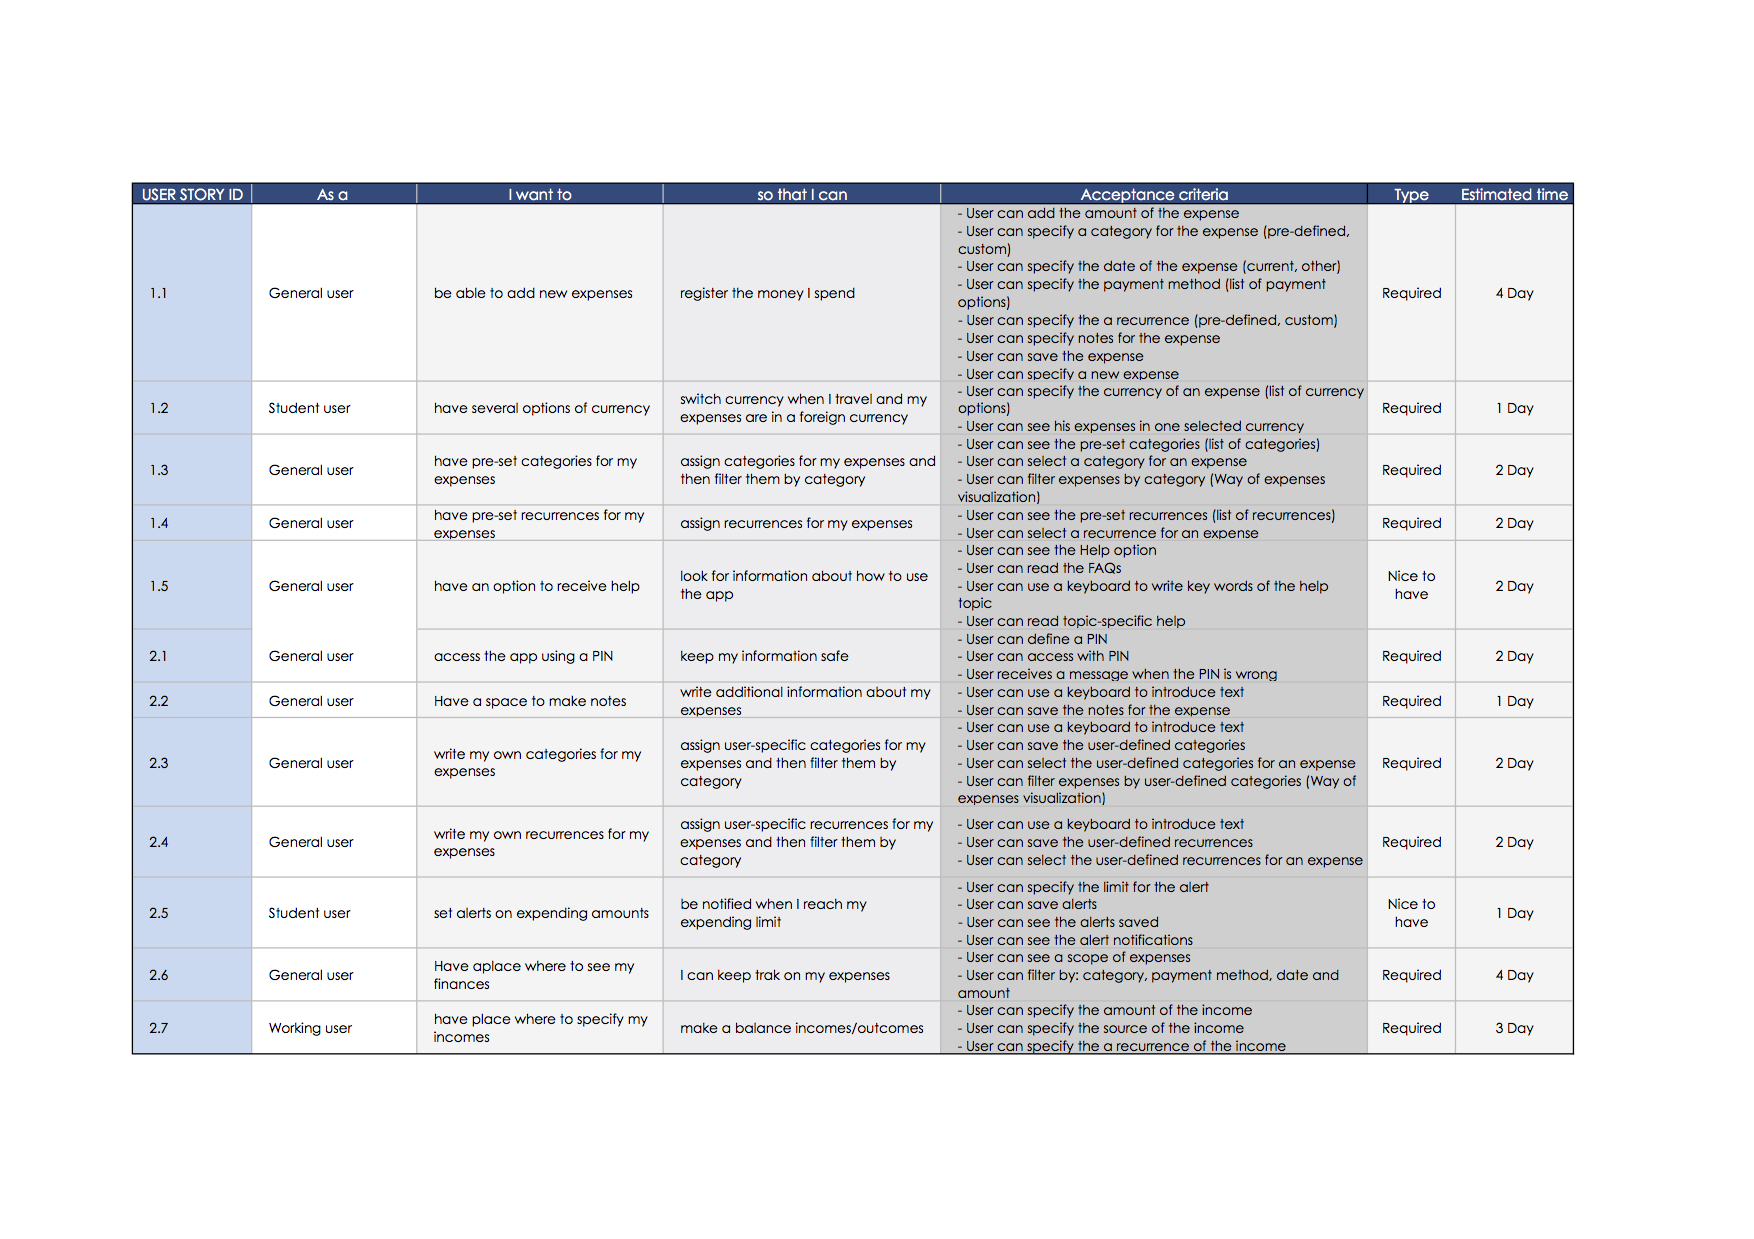 USER STORY ID As a I want to so that I can Acceptance criteria Type Estimated time
1.1 General user be able to add new expenses register the money I spend
- User can add the amount of the expense
- User can specify a category for the expense (pre-defined,
custom)
- User can specify the date of the expense (current, other)
- User can specify the payment method (list of payment
options)
- User can specify the a recurrence (pre-defined, custom)
- User can specify notes for the expense
- User can save the expense
- User can specify a new expense
Required 4 Day
1.2 Student user have several options of currency
switch currency when I travel and my
expenses are in a foreign currency
- User can specify the currency of an expense (list of currency
options)
- User can see his expenses in one selected currency
Required 1 Day
1.3 General user
have pre-set categories for my
expenses
assign categories for my expenses and
then filter them by category
- User can see the pre-set categories (list of categories)
- User can select a category for an expense
- User can filter expenses by category (Way of expenses
visualization)
Required 2 Day
1.4 General user
have pre-set recurrences for my
expenses
assign recurrences for my expenses
- User can see the pre-set recurrences (list of recurrences)
- User can select a recurrence for an expense
Required 2 Day
1.5 General user have an option to receive help
look for information about how to use
the app
- User can see the Help option
- User can read the FAQs
- User can use a keyboard to write key words of the help
topic
- User can read topic-specific help
Nice to
have
2 Day
2.1 General user access the app using a PIN keep my information safe
- User can define a PIN
- User can access with PIN
- User receives a message when the PIN is wrong
Required 2 Day
2.2 General user Have a space to make notes
write additional information about my
expenses
- User can use a keyboard to introduce text
- User can save the notes for the expense
Required 1 Day
2.3 General user
write my own categories for my
expenses
assign user-specific categories for my
expenses and then filter them by
category
- User can use a keyboard to introduce text
- User can save the user-defined categories
- User can select the user-defined categories for an expense
- User can filter expenses by user-defined categories (Way of
expenses visualization)
Required 2 Day
2.4 General user
write my own recurrences for my
expenses
assign user-specific recurrences for my
expenses and then filter them by
category
- User can use a keyboard to introduce text
- User can save the user-defined recurrences
- User can select the user-defined recurrences for an expense
Required 2 Day
2.5 Student user set alerts on expending amounts
be notified when I reach my
expending limit
- User can specify the limit for the alert
- User can save alerts
- User can see the alerts saved
- User can see the alert notifications
Nice to
have
1 Day
2.6 General user
Have aplace where to see my
finances
I can keep trak on my expenses
- User can see a scope of expenses
- User can filter by: category, payment method, date and
amount
Required 4 Day
2.7 Working user
have place where to specify my
incomes
make a balance incomes/outcomes
- User can specify the amount of the income
- User can specify the source of the income
- User can specify the a recurrence of the income
Required 3 Day